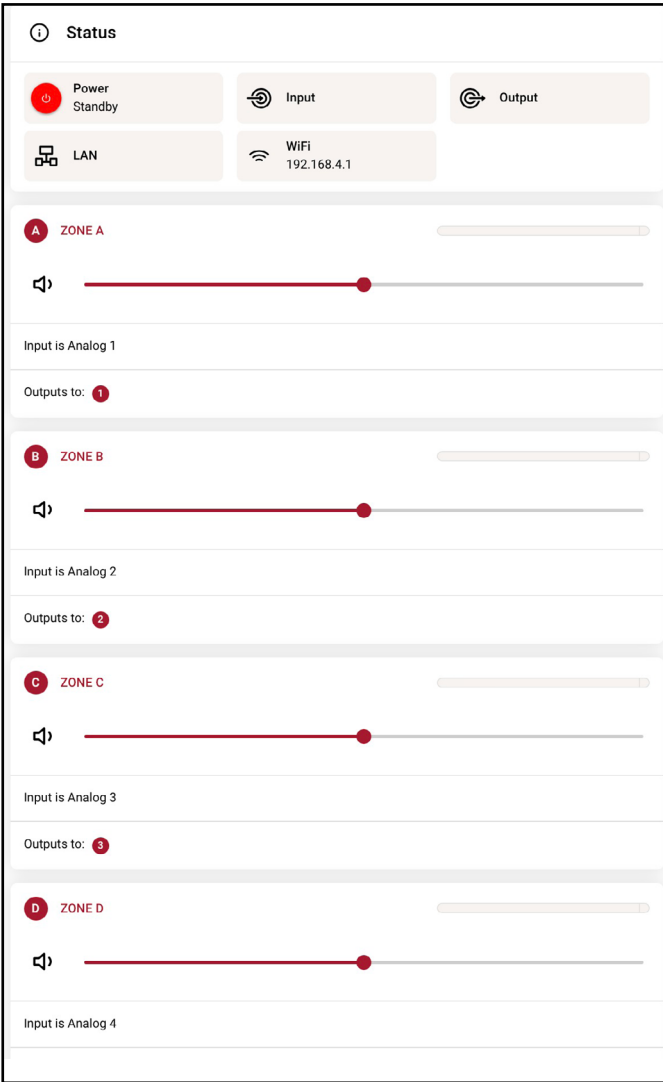 Status
Power
Standby
Input
Output
LAN
WiFi
192.168.4.1
A ZONE A
Input is Analog 1
Outputs to: 1
B ZONE B
Input is Analog 2
Outputs to: 2
C ZONE C
Input is Analog 3
Outputs to: 3
D ZONE D
Input is Analog 4